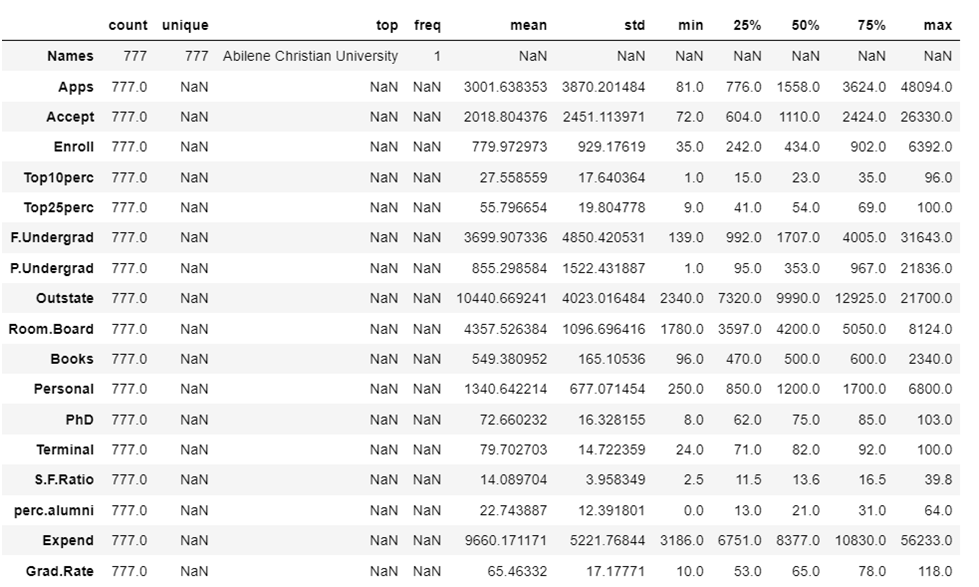 count unique top freq mean std min 25% 50% 75% max
Names 777 777 Abilene Christian University 1 NaN NaN NaN NaN NaN NaN NaN
Apps 777.0 NaN NaN NaN 3001.638353 3870.201484 81.0 776.0 1558.0 3624.0 48094.0
Accept 777.0 NaN NaN NaN 2018.804376 2451.113971 72.0 604.0 1110.0 2424.0 26330.0
Enroll 777.0 NaN NaN NaN 779.972973 929.17619 35.0 242.0 434.0 902.0 6392.0
Top10perc 777.0 NaN NaN NaN 27.558559 17.640364 1.0 15.0 23.0 35.0 96.0
Top25perc 777.0 NaN NaN NaN 55.796654 19.804778 9.0 41.0 54.0 69.0 100.0
F.Undergrad 777.0 NaN NaN NaN 3699.907336 4850.420531 139.0 992.0 1707.0 4005.0 31643.0
P.Undergrad 777.0 NaN NaN NaN 855.298584 1522.431887 1.0 95.0 353.0 967.0 21836.0
Outstate 777.0 NaN NaN NaN 10440.669241 4023.016484 2340.0 7320.0 9990.0 12925.0 21700.0
Room.Board 777.0 NaN NaN NaN 4357.526384 1096.696416 1780.0 3597.0 4200.0 5050.0 8124.0
Books 777.0 NaN NaN NaN 549.380952 165.10536 96.0 470.0 500.0 600.0 2340.0
Personal 777.0 NaN NaN NaN 1340.642214 677.071454 250.0 850.0 1200.0 1700.0 6800.0
PhD 777.0 NaN NaN NaN 72.660232 16.328155 8.0 62.0 75.0 85.0 103.0
Terminal 777.0 NaN NaN NaN 79.702703 14.722359 24.0 71.0 82.0 92.0 100.0
S.F.Ratio 777.0 NaN NaN NaN 14.089704 3.958349 2.5 11.5 13.6 16.5 39.8
perc.alumni 777.0 NaN NaN NaN 22.743887 12.391801 0.0 13.0 21.0 31.0 64.0
Expend 777.0 NaN NaN NaN 9660.171171 5221.76844 3186.0 6751.0 8377.0 10830.0 56233.0
Grad.Rate 777.0 NaN NaN NaN 65.46332 17.17771 10.0 53.0 65.0 78.0 118.0